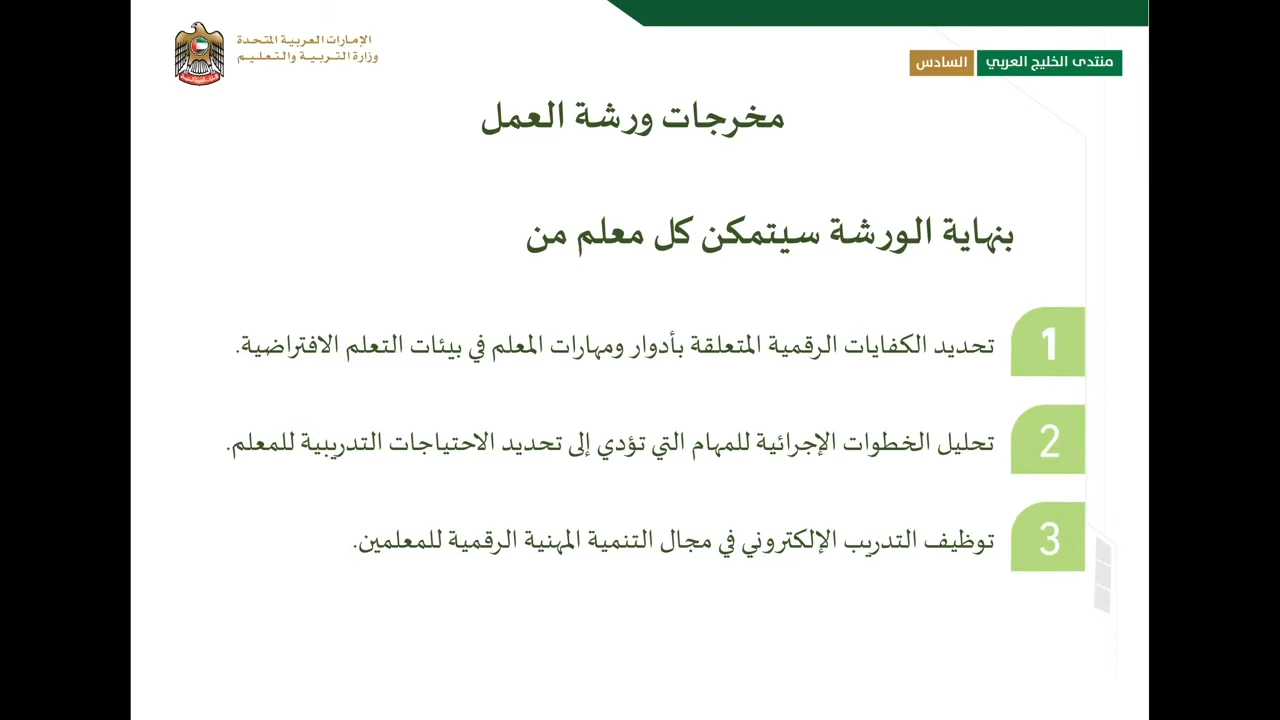 الإمارات العربية المتحدة
وزارة التربية والتعليم
منتدى الخليج العربي السادس
مخرجات ورشة العمل
بنهاية الورشة سيتمكن كل معلم من
1 تحديد الكفايات الرقمية المتعلقة بأدوار ومهارات المعلم في بيئات التعلم الافتراضية.
2 تحليل الخطوات الإجرائية للمهام التي تؤدي إلى تحديد الاحتياجات التدريبية للمعلم.
3 توظيف التدريب الإلكتروني في مجال التنمية المهنية الرقمية للمعلمين.